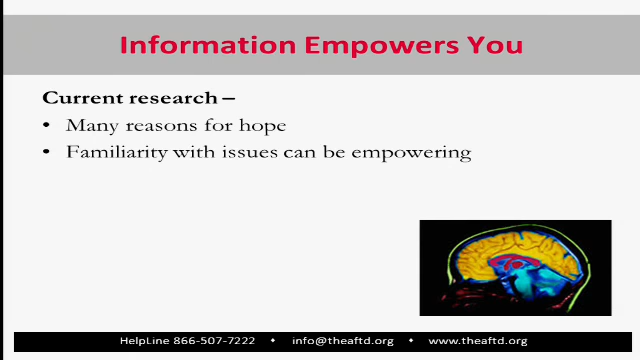 Information Empowers You
Current research –
• Many reasons for hope
• Familiarity with issues can be empowering
HelpLine 866-507-7222 • info@theaftd.org • www.theaftd.org